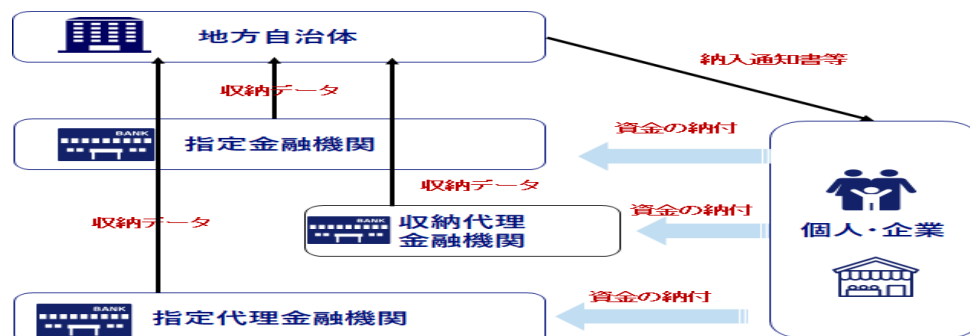 地方自治体
納入通知書等
収納データ
BANK
指定金融機関
資金の納付
収納データ
BANK
収納代理
金融機関
資金の納付
個人・企業
収納データ
BANK
指定代理金融機関
資金の納付